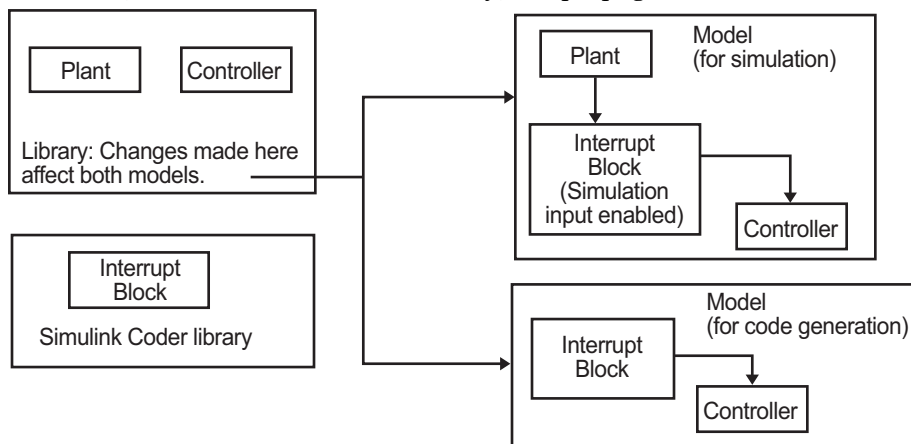 Plant
Controller
Library: Changes made here
affect both models.
Interrupt
Block
Simulink Coder library
Model
(for simulation)
Plant
Interrupt
Block
(Simulation
input enabled)
Controller
Model
(for code generation)
Interrupt
Block
Controller